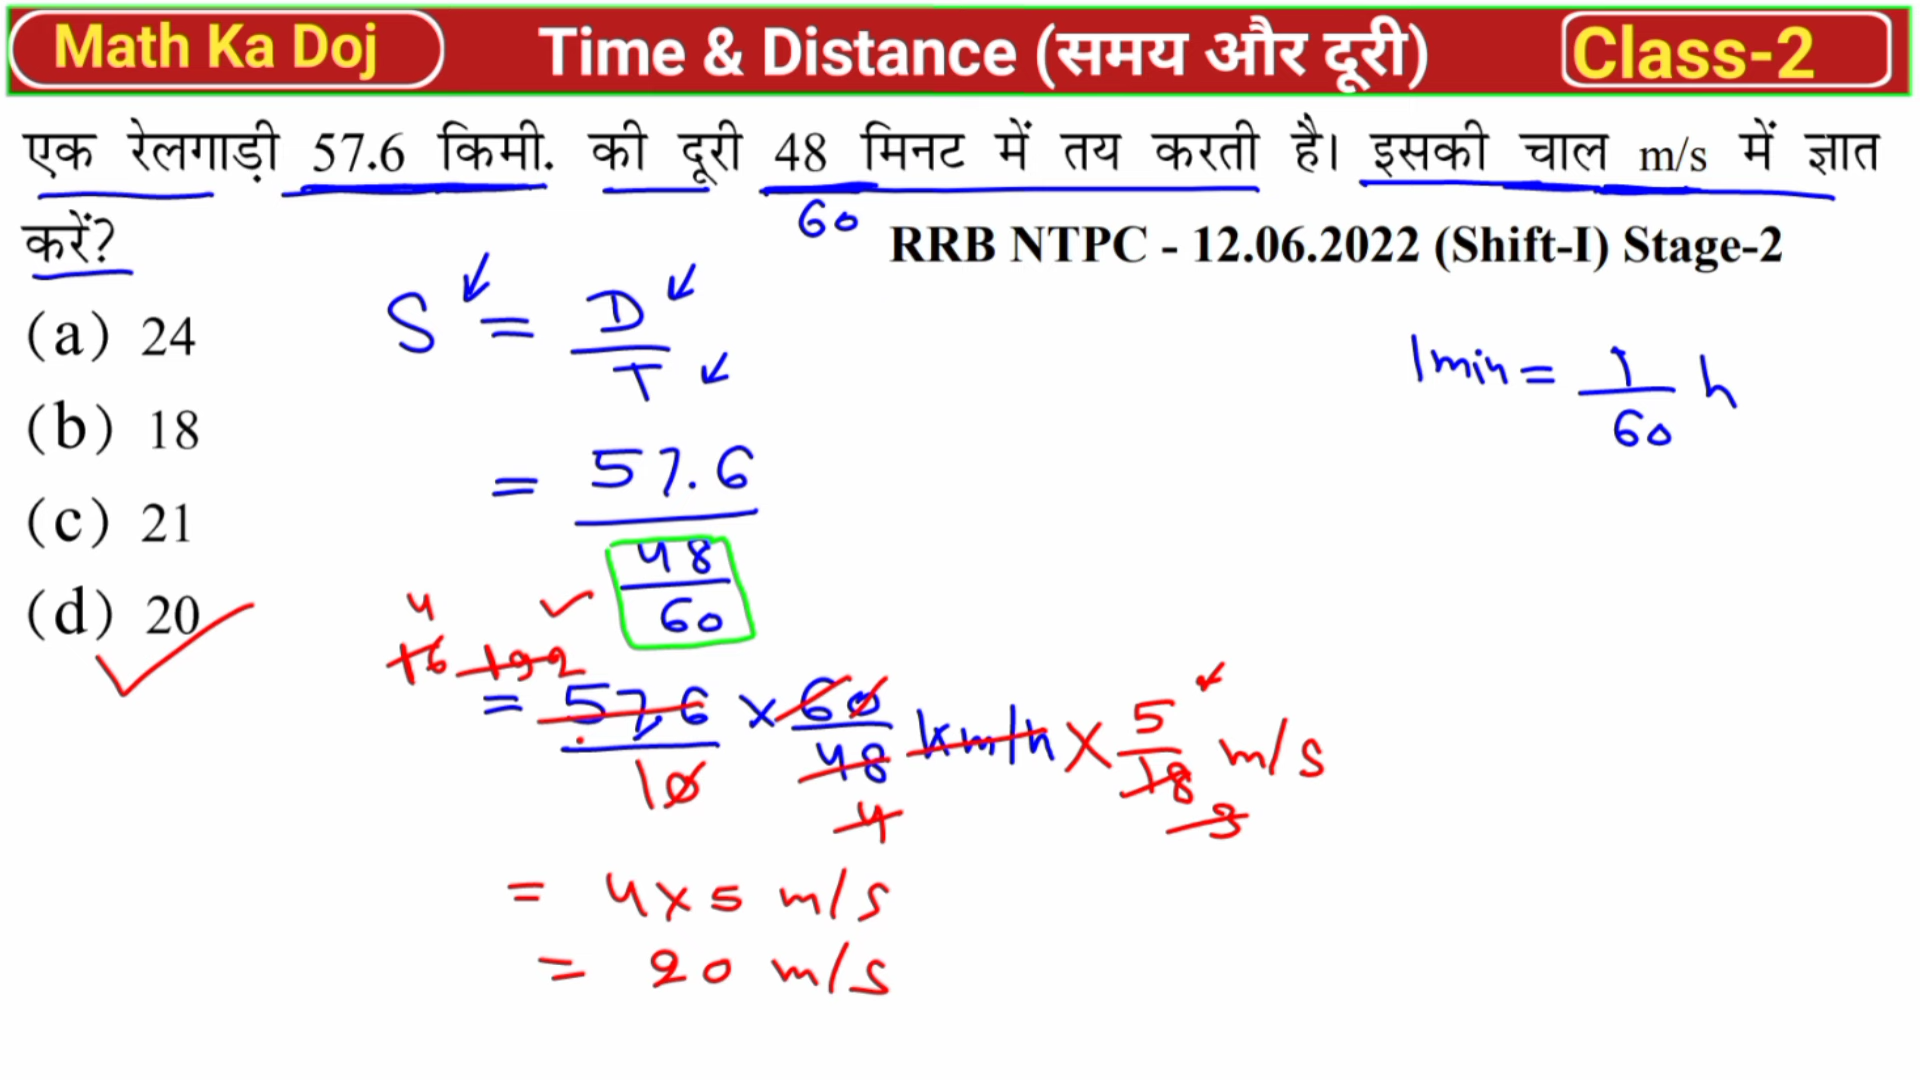 Math Ka Doj Time & Distance (समय और दूरी) Class-2
एक रेलगाड़ी 57.6 किमी. की दूरी 48 मिनट में तय करती है। इसकी चाल m/s में ज्ञात
60
करें? RRB NTPC - 12.06.2022 (Shift-I) Stage-2
(a) 24
(b) 18
(c) 21
(d) 20
S = D
T
1min = 1
60 h
= 57.6
48
60
4
16 192
= 57.6 × 60 km/h × 5 m/s
10 48 18
4 3
= 4 × 5 m/s
= 20 m/s